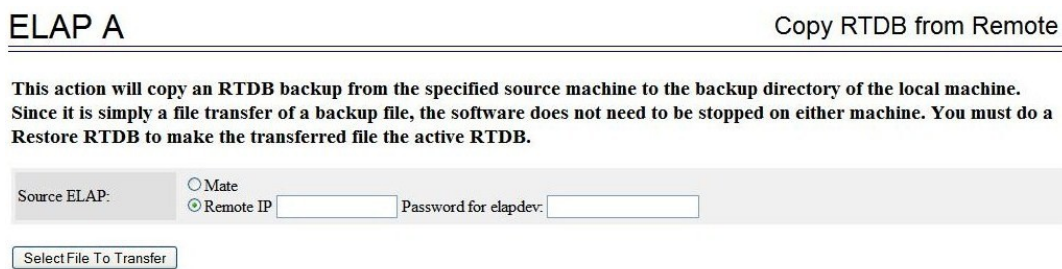 ELAP A
Copy RTDB from Remote
This action will copy an RTDB backup from the specified source machine to the backup directory of the local machine.
Since it is simply a file transfer of a backup file, the software does not need to be stopped on either machine. You must do a
Restore RTDB to make the transferred file the active RTDB.
Source ELAP:
Mate
Remote IP Password for elapdev:
Select File To Transfer